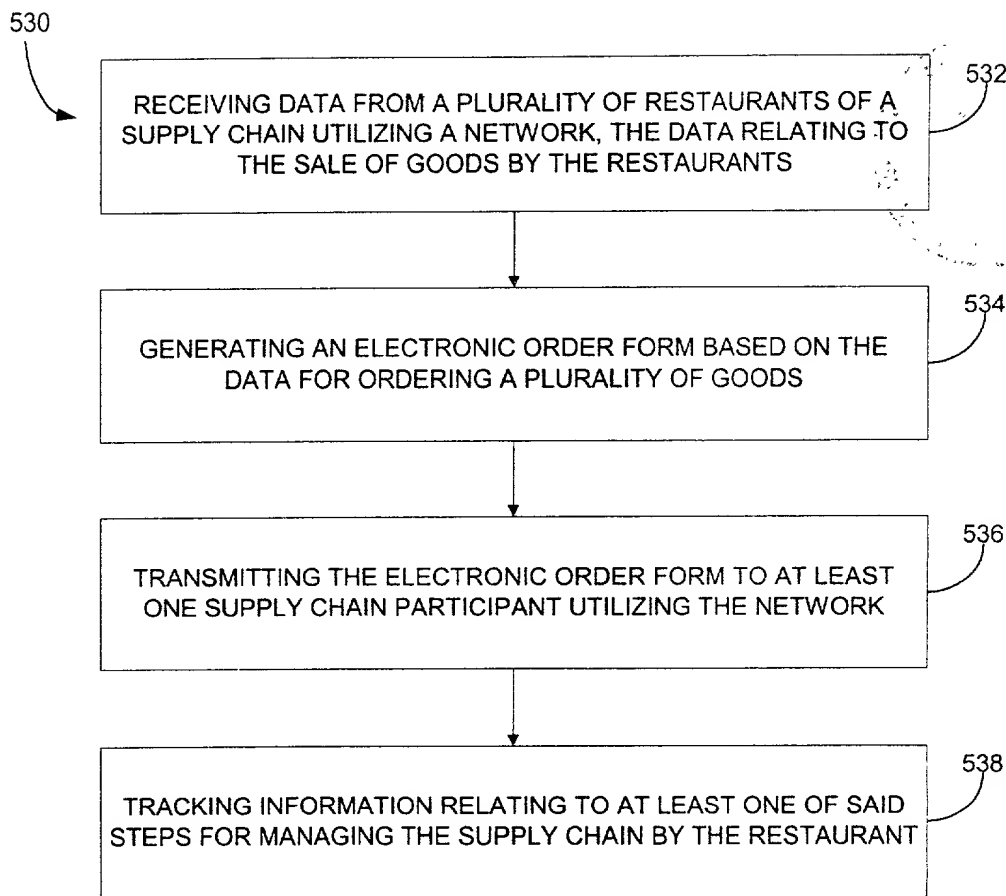 530
532
RECEIVING DATA FROM A PLURALITY OF RESTAURANTS OF A
SUPPLY CHAIN UTILIZING A NETWORK, THE DATA RELATING TO
THE SALE OF GOODS BY THE RESTAURANTS
534
GENERATING AN ELECTRONIC ORDER FORM BASED ON THE
DATA FOR ORDERING A PLURALITY OF GOODS
536
TRANSMITTING THE ELECTRONIC ORDER FORM TO AT LEAST
ONE SUPPLY CHAIN PARTICIPANT UTILIZING THE NETWORK
538
TRACKING INFORMATION RELATING TO AT LEAST ONE OF SAID
STEPS FOR MANAGING THE SUPPLY CHAIN BY THE RESTAURANT